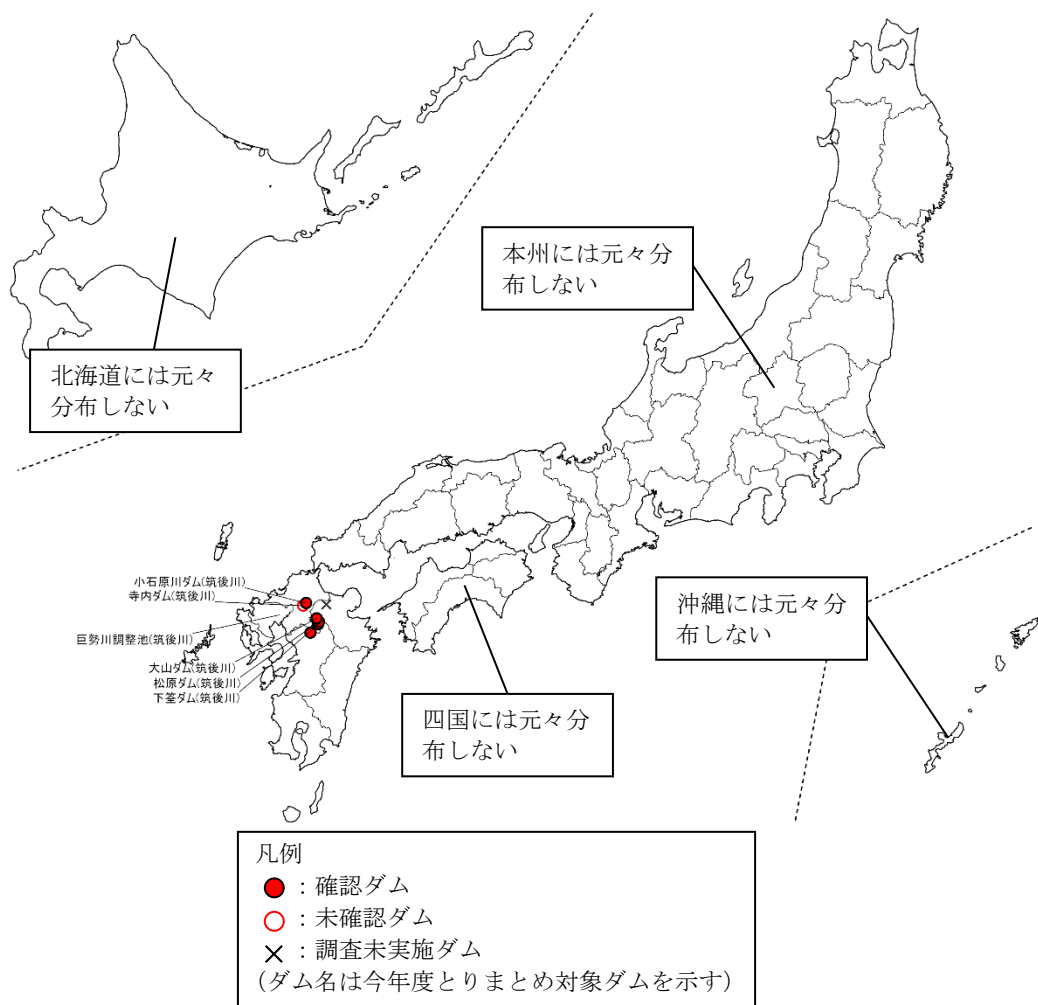 本州には元々分
布しない
北海道には元々
分布しない
小石原川ダム(筑後川)
寺内ダム(筑後川)
巨勢川調整池(筑後川)
大山ダム(筑後川)
松原ダム(筑後川)
下筌ダム(筑後川)
沖縄には元々分
布しない
四国には元々分
布しない
凡例
：確認ダム
：未確認ダム
：調査未実施ダム
(ダム名は今年度とりまとめ対象ダムを示す)